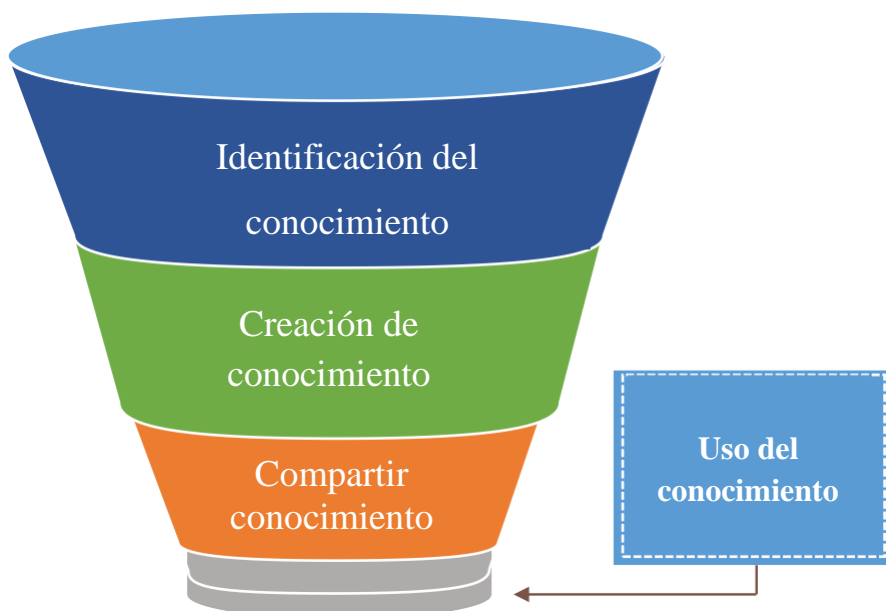 Identificación del
conocimiento
Creación de
conocimiento
Compartir
conocimiento
Uso del
conocimiento